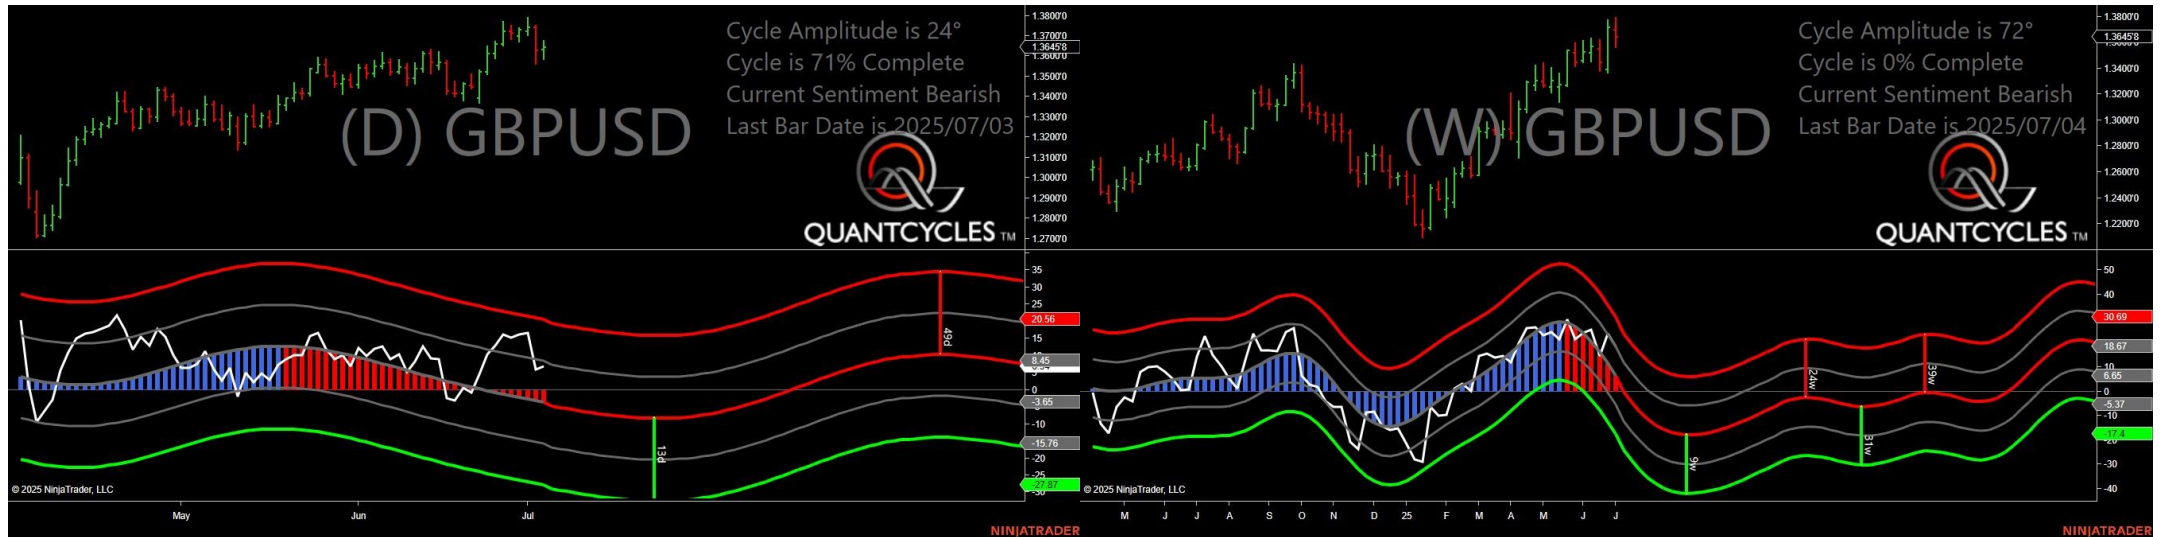 Cycle Amplitude is 24°
Cycle is 71% Complete
Current Sentiment Bearish
Last Bar Date is 2025/07/03
(D) GBPUSD
QUANTCYCLES TM
1.3800'0
1.3700'0
1.3645'8
1.3500'0
1.3400'0
1.3300'0
1.3200'0
1.3100'0
1.3000'0
1.2900'0
1.2800'0
1.2700'0
35
30
25
20.56
15
8.45
0
-3.65
-10
-15.76
-20
-25
-27.87
49d
13d
© 2025 NinjaTrader, LLC
May
Jun
Jul
NINJATRADER
Cycle Amplitude is 72°
Cycle is 0% Complete
Current Sentiment Bearish
Last Bar Date is 2025/07/04
(W) GBPUSD
QUANTCYCLES TM
1.3800'0
1.3645'8
1.3400'0
1.3200'0
1.3000'0
1.2800'0
1.2600'0
1.2400'0
1.2200'0
50
40
30.69
18.67
10
6.65
0
-5.37
-10
-17.4
-30
-40
24w
39w
9w
31w
© 2025 NinjaTrader, LLC
M
J
J
A
S
O
N
D
25
F
M
A
M
J
J
NINJATRADER